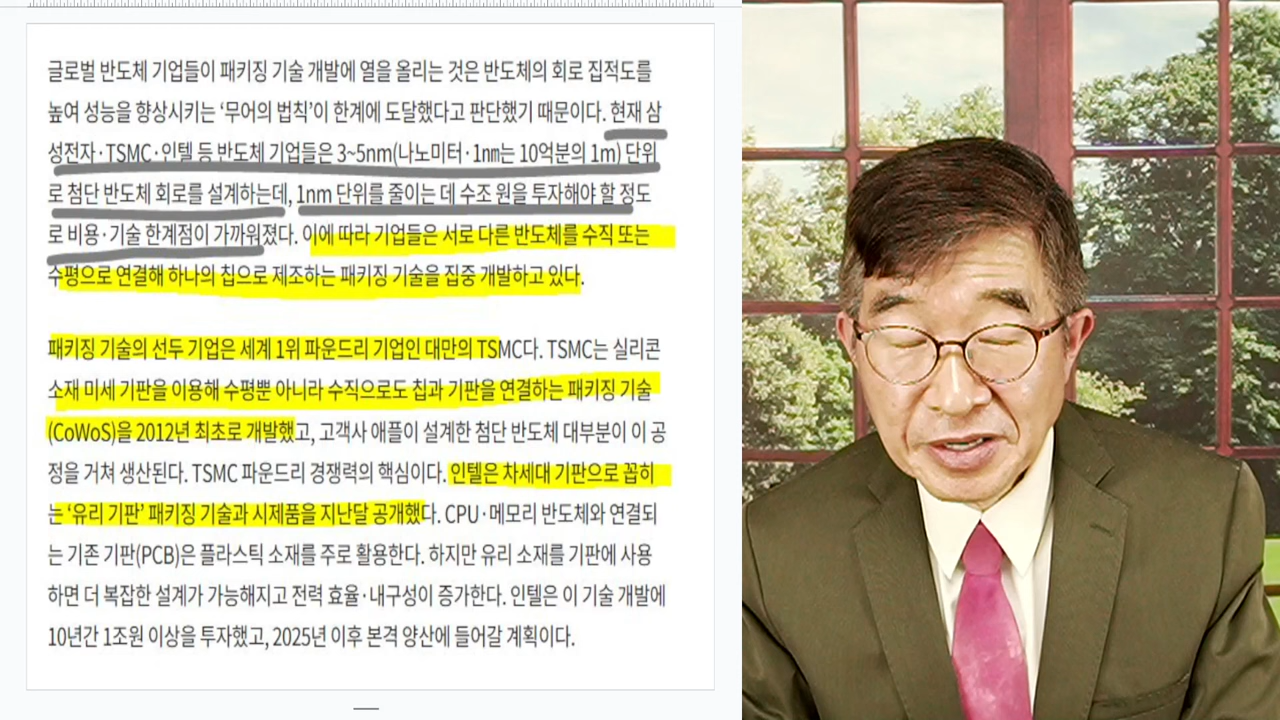 글로벌 반도체 기업들이 패키징 기술 개발에 열을 올리는 것은 반도체의 회로 집적도를
높여 성능을 향상시키는 ‘무어의 법칙’이 한계에 도달했다고 판단했기 때문이다. 현재 삼
성전자·TSMC·인텔 등 반도체 기업들은 3~5nm(나노미터·1㎚는 10억분의 1m) 단위
로 첨단 반도체 회로를 설계하는데, 1nm 단위를 줄이는 데 수조 원을 투자해야 할 정도
로 비용·기술 한계점이 가까워졌다. 이에 따라 기업들은 서로 다른 반도체를 수직 또는
수평으로 연결해 하나의 칩으로 제조하는 패키징 기술을 집중 개발하고 있다.
패키징 기술의 선두 기업은 세계 1위 파운드리 기업인 대만의 TSMC다. TSMC는 실리콘
소재 미세 기판을 이용해 수평뿐 아니라 수직으로도 칩과 기판을 연결하는 패키징 기술
(CoWoS)을 2012년 최초로 개발했고, 고객사 애플이 설계한 첨단 반도체 대부분이 이 공
정을 거쳐 생산된다. TSMC 파운드리 경쟁력의 핵심이다. 인텔은 차세대 기판으로 꼽히
는 ‘유리 기판’ 패키징 기술과 시제품을 지난달 공개했다. CPU·메모리 반도체와 연결되
는 기존 기판(PCB)은 플라스틱 소재를 주로 활용한다. 하지만 유리 소재를 기판에 사용
하면 더 복잡한 설계가 가능해지고 전력 효율·내구성이 증가한다. 인텔은 이 기술 개발에
10년간 1조원 이상을 투자했고, 2025년 이후 본격 양산에 들어갈 계획이다.